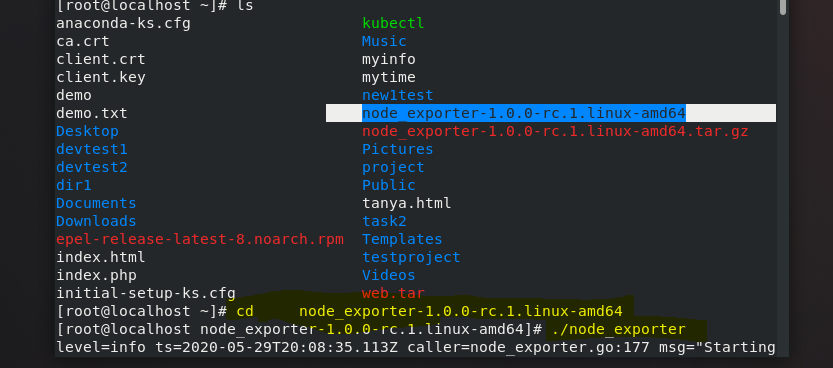 [root@localhost ~]# ls
anaconda-ks.cfg                    kubectl
ca.crt                             Music
client.crt                         myinfo
client.key                         mytime
demo                               new1test
demo.txt                           node_exporter-1.0.0-rc.1.linux-amd64
Desktop                            node_exporter-1.0.0-rc.1.linux-amd64.tar.gz
devtest1                           Pictures
devtest2                           project
dir1                               Public
Documents                          tanya.html
Downloads                          task2
epel-release-latest-8.noarch.rpm   Templates
index.html                         testproject
index.php                          Videos
initial-setup-ks.cfg               web.tar
[root@localhost ~]# cd     node_exporter-1.0.0-rc.1.linux-amd64
[root@localhost node_exporter-1.0.0-rc.1.linux-amd64]# ./node_exporter
level=info ts=2020-05-29T20:08:35.113Z caller=node_exporter.go:177 msg="Starting